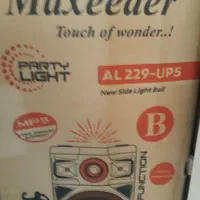 Maxeeder
Touch of wonder..!
PARTY
LIGHT
AL 229-UP5
New Side Light Ball
MP3
B
FUNCTION